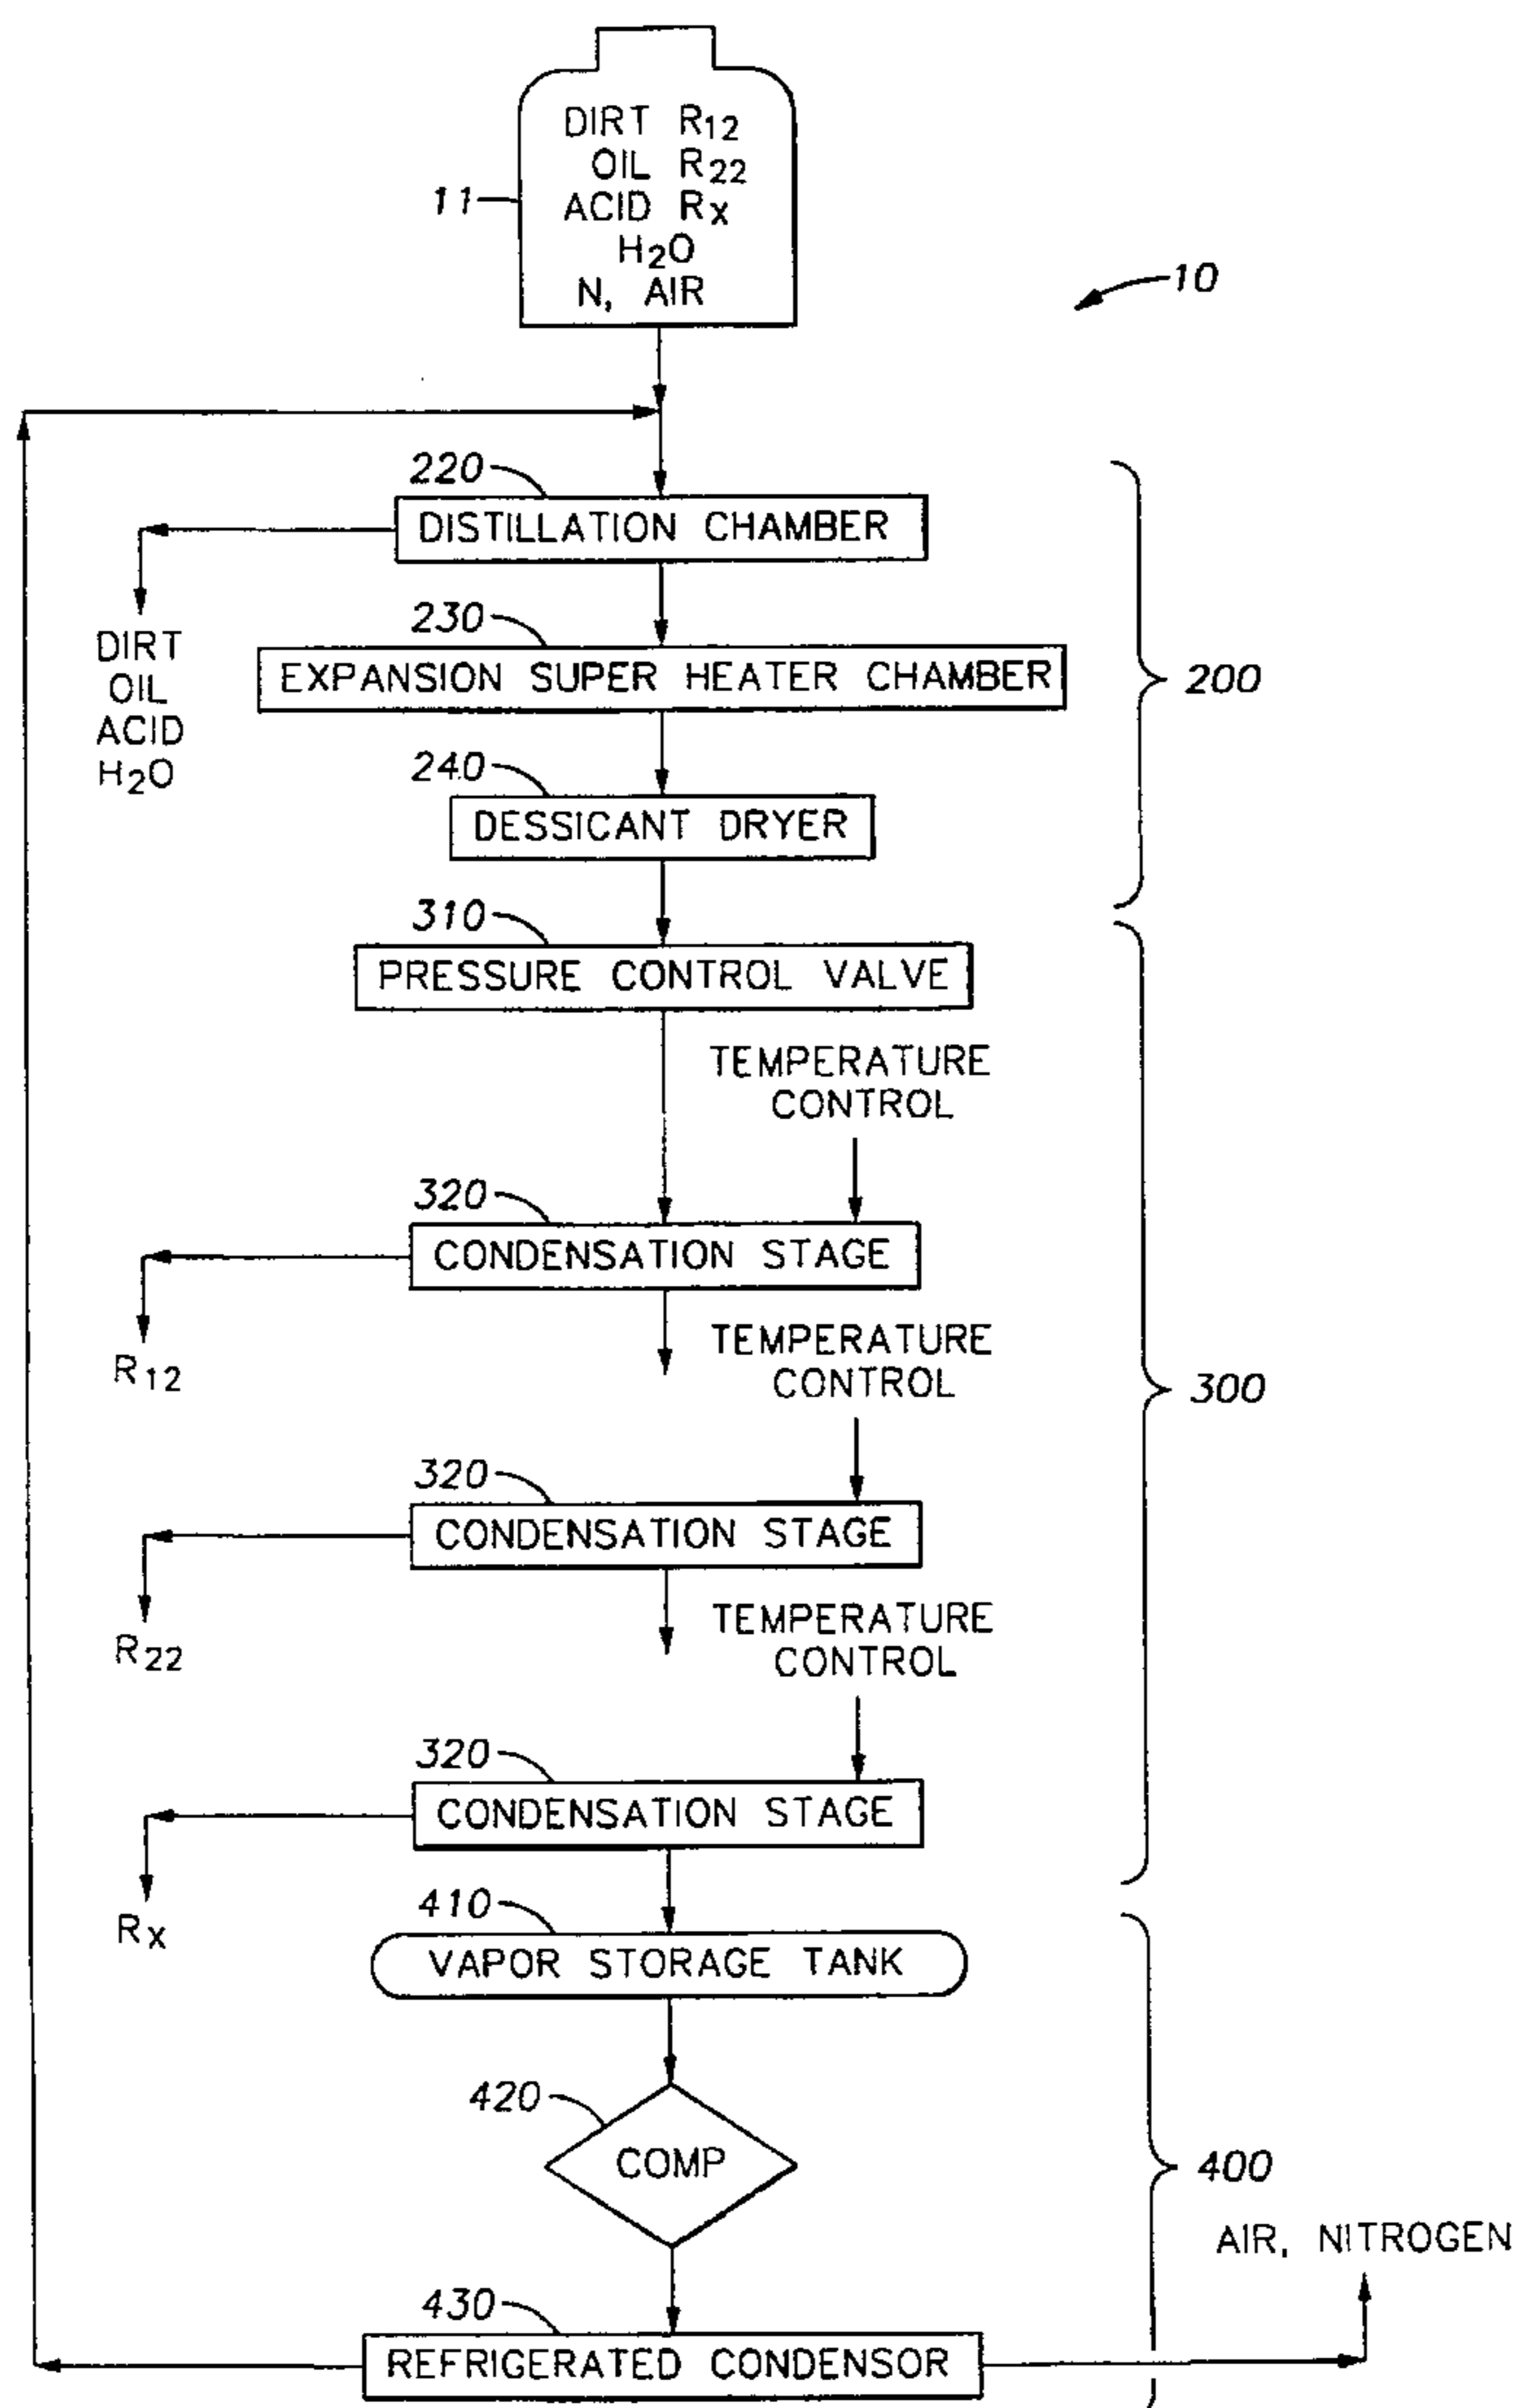 DIRT R12
OIL R22
ACID RX
H2O
N, AIR
11
10
220
DISTILLATION CHAMBER
230
EXPANSION SUPER HEATER CHAMBER
DIRT
OIL
ACID
H2O
200
240
DESSICANT DRYER
310
PRESSURE CONTROL VALVE
TEMPERATURE
CONTROL
320
CONDENSATION STAGE
R12
TEMPERATURE
CONTROL
300
320
CONDENSATION STAGE
R22
TEMPERATURE
CONTROL
320
CONDENSATION STAGE
RX
410
VAPOR STORAGE TANK
420
COMP
400
AIR, NITROGEN
430
REFRIGERATED CONDENSOR